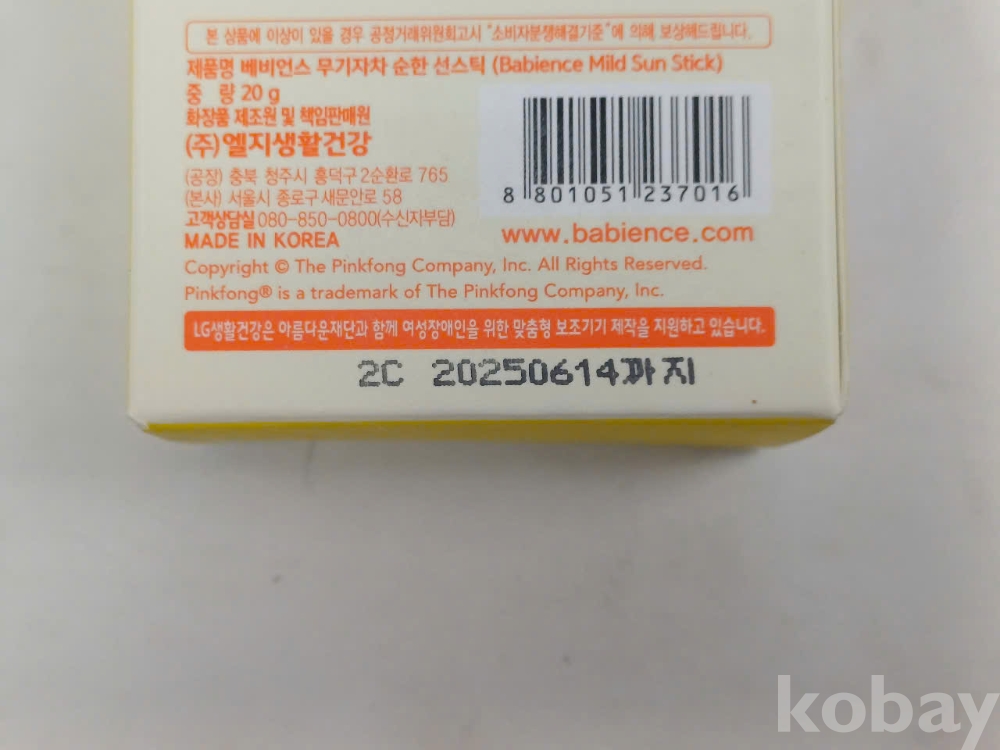 본 상품에 이상이 있을 경우 공정거래위원회고시 "소비자분쟁해결기준"에 의해 보상해드립니다.
제품명 베비언스 무기자차 순한 선스틱 (Babience Mild Sun Stick)
중 량 20 g
화장품 제조원 및 책임판매원
(주)엘지생활건강
(공장) 충북 청주시 흥덕구 2순환로 765
(본사) 서울시 종로구 새문안로 58
고객상담실 080-850-0800(수신자부담)
MADE IN KOREA
8 801051 237016
www.babience.com
Copyright © The Pinkfong Company, Inc. All Rights Reserved.
Pinkfong® is a trademark of The Pinkfong Company, Inc.
LG생활건강은 아름다운재단과 함께 여성장애인을 위한 맞춤형 보조기기 제작을 지원하고 있습니다.
2C 20250614까지
kobay